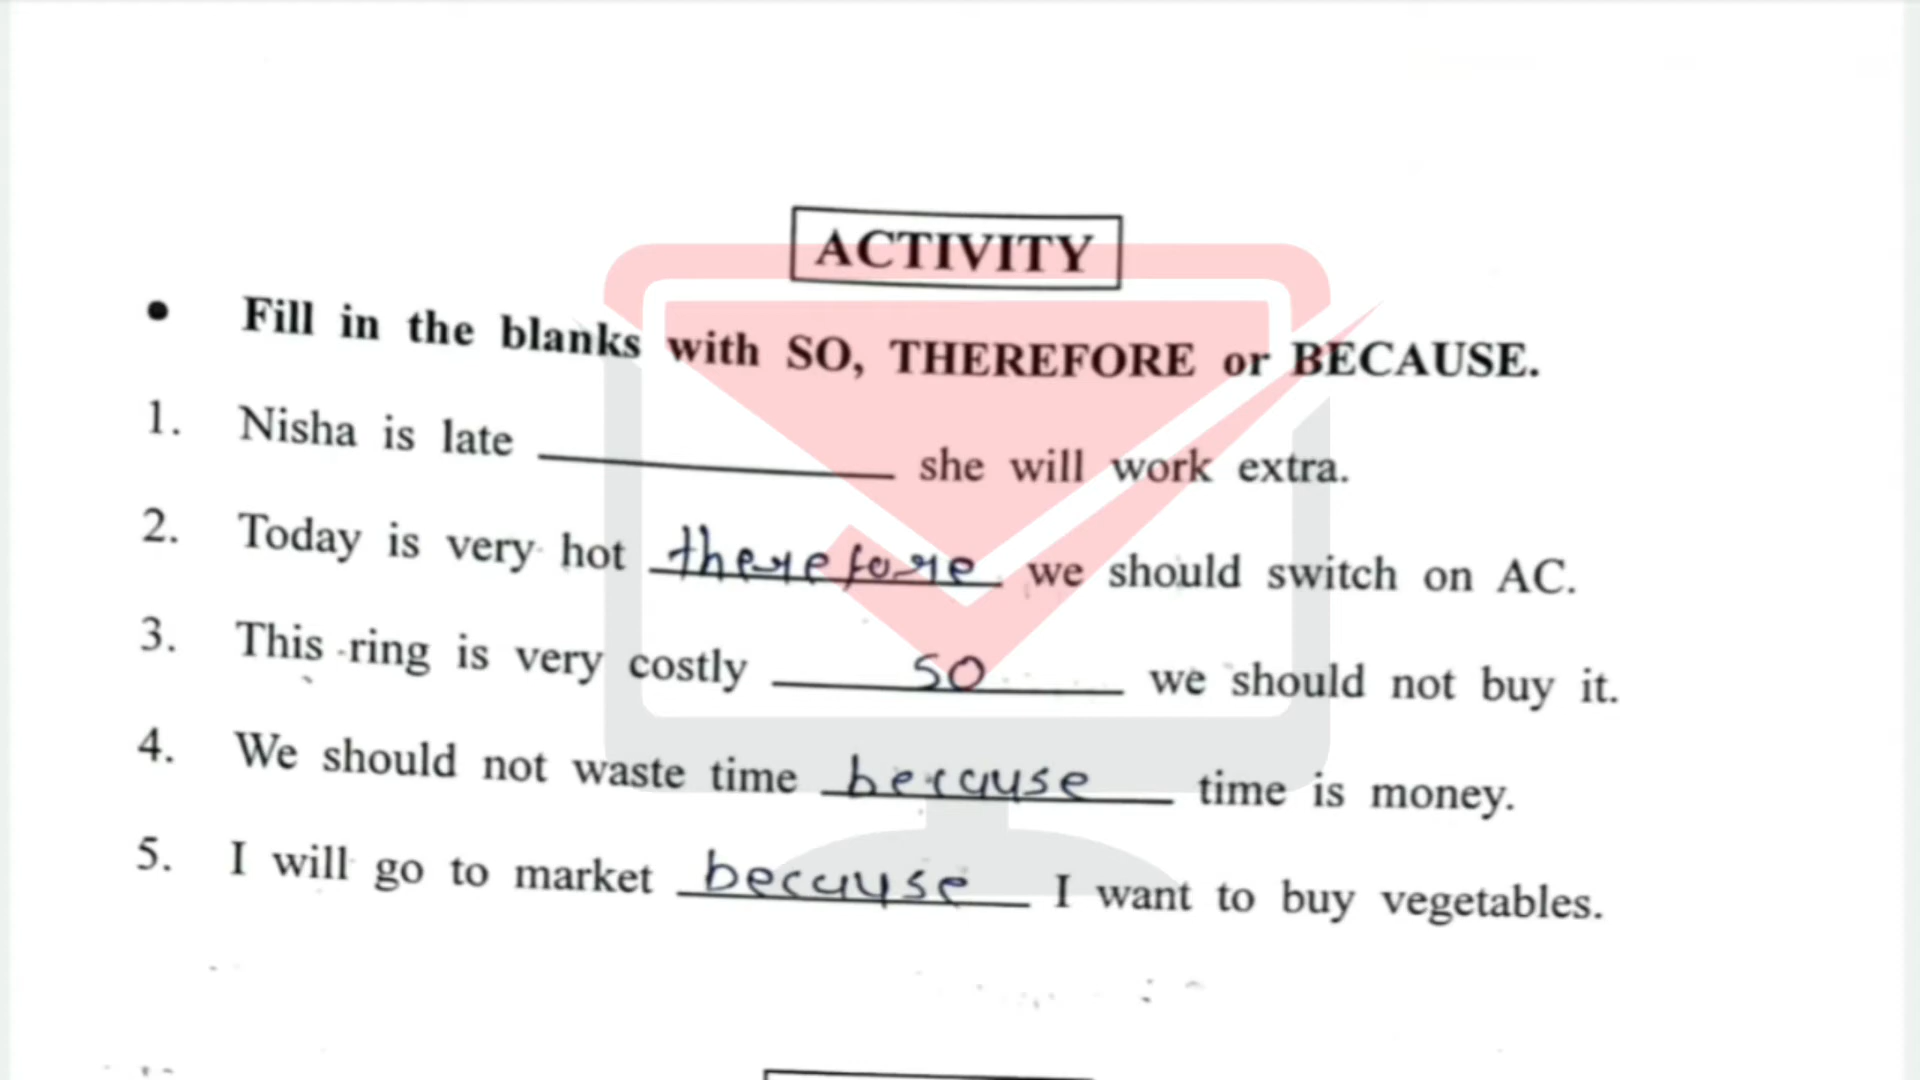 ACTIVITY
• Fill in the blanks with SO, THEREFORE or BECAUSE.
1. Nisha is late ____________ she will work extra.
2. Today is very hot therefore we should switch on AC.
3. This ring is very costly so we should not buy it.
4. We should not waste time because time is money.
5. I will go to market because I want to buy vegetables.